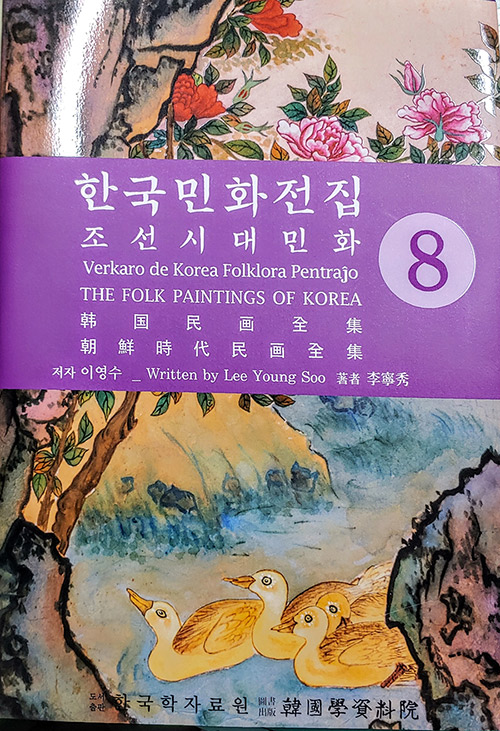 한국민화전집
조선시대민화
8
Verkaro de Korea Folklora Pentraĵo
THE FOLK PAINTINGS OF KOREA
韩国民画全集
朝鮮時代民画全集
저자 이영수 _ Written by Lee Young Soo 著者 李寧秀
도서출판 한국학자료원 圖書出版 韓國學資料院